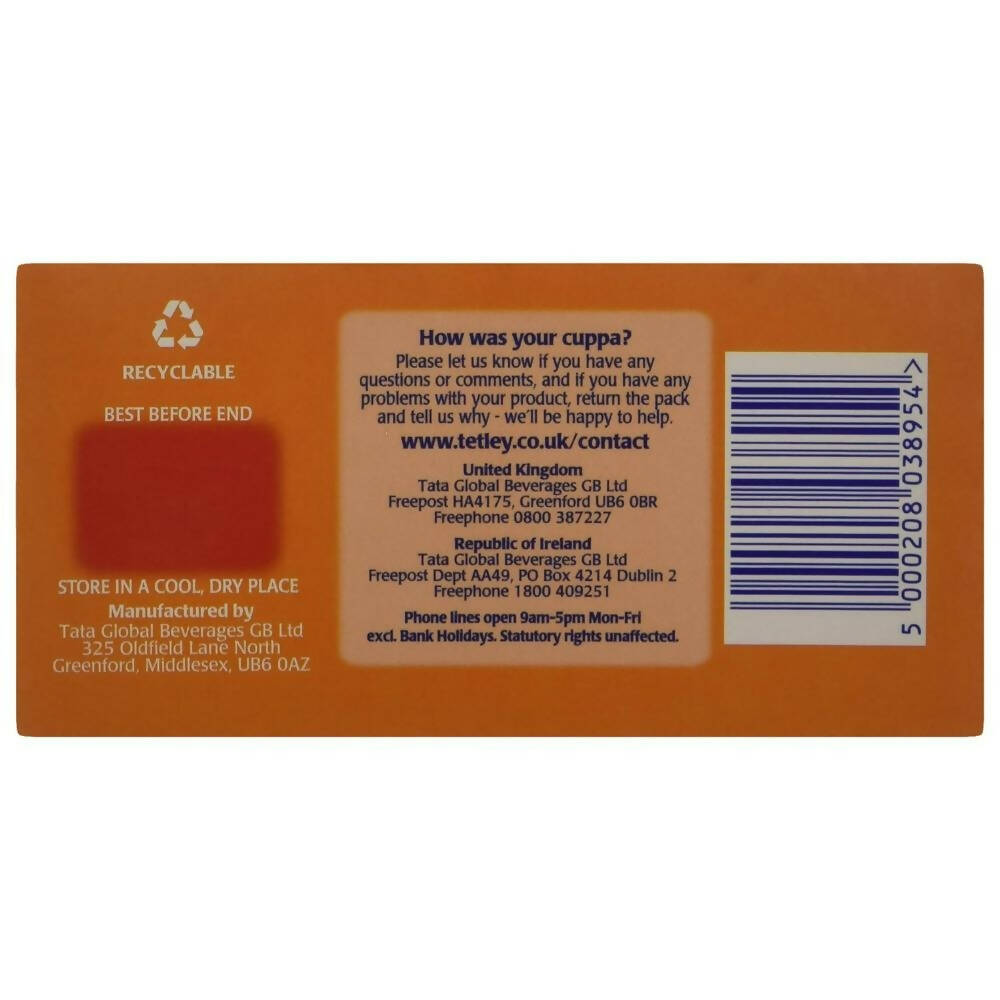 RECYCLABLE
BEST BEFORE END
STORE IN A COOL, DRY PLACE
Manufactured by
Tata Global Beverages GB Ltd
325 Oldfield Lane North
Greenford, Middlesex, UB6 0AZ
How was your cuppa?
Please let us know if you have any
questions or comments, and if you have any
problems with your product, return the pack
and tell us why - we'll be happy to help.
www.tetley.co.uk/contact
United Kingdom
Tata Global Beverages GB Ltd
Freepost HA4175, Greenford UB6 0BR
Freephone 0800 387227
Republic of Ireland
Tata Global Beverages GB Ltd
Freepost Dept AA49, PO Box 4214 Dublin 2
Freephone 1800 409251
Phone lines open 9am-5pm Mon-Fri
excl. Bank Holidays. Statutory rights unaffected.
5 000208 038954 >